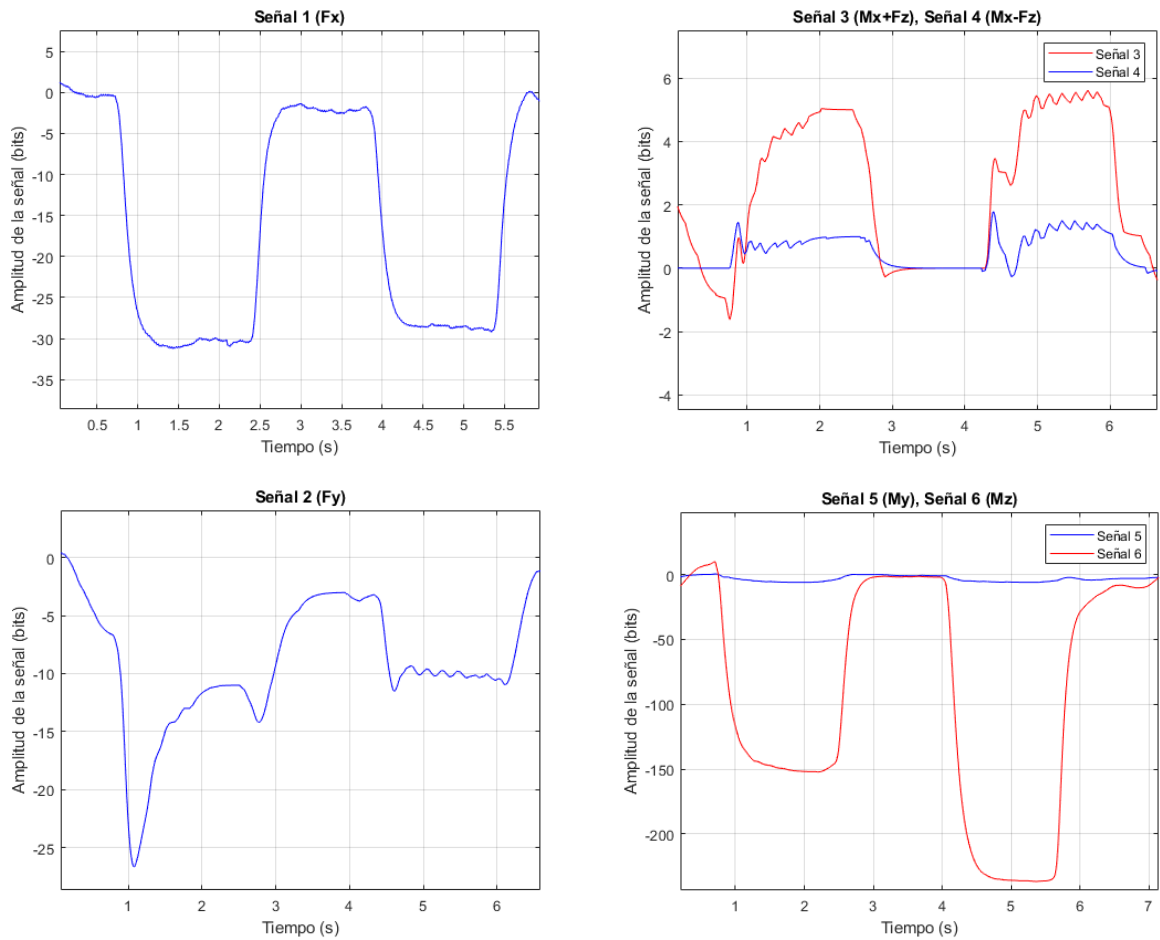 Señal 1 (Fx)
5
0
-5
-10
-15
-20
-25
-30
-35
0.5 1 1.5 2 2.5 3 3.5 4 4.5 5 5.5
Tiempo (s)
Amplitud de la señal (bits)
Señal 3 (Mx+Fz), Señal 4 (Mx-Fz)
Señal 3
Señal 4
6
4
2
0
-2
-4
1 2 3 4 5 6
Tiempo (s)
Amplitud de la señal (bits)
Señal 2 (Fy)
0
-5
-10
-15
-20
-25
1 2 3 4 5 6
Tiempo (s)
Amplitud de la señal (bits)
Señal 5 (My), Señal 6 (Mz)
Señal 5
Señal 6
0
-50
-100
-150
-200
1 2 3 4 5 6 7
Tiempo (s)
Amplitud de la señal (bits)